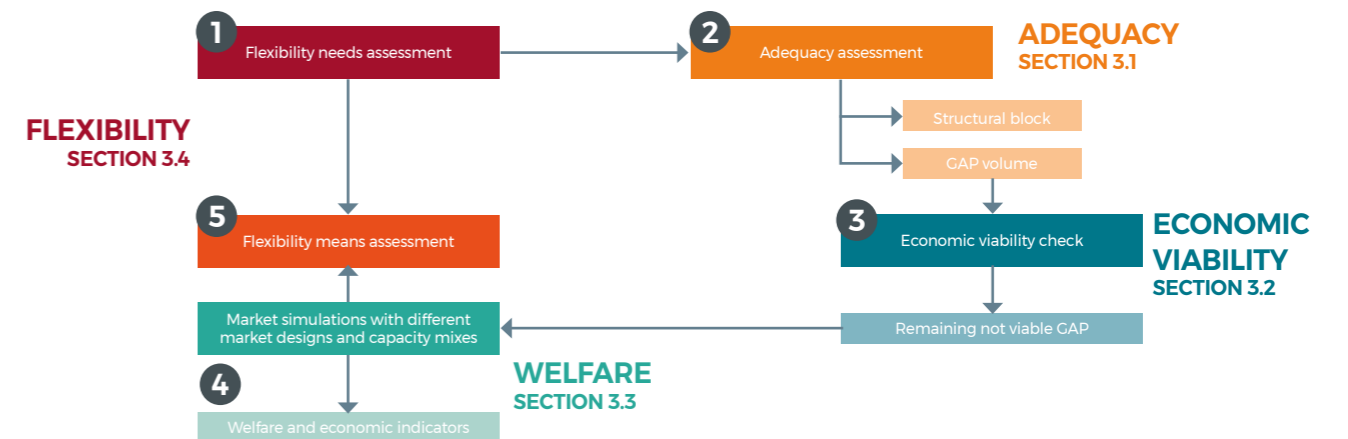 1
Flexibility needs assessment
2
Adequacy assessment
ADEQUACY
SECTION 3.1
Structural block
GAP volume
FLEXIBILITY
SECTION 3.4
5
Flexibility means assessment
3
Economic viability check
ECONOMIC
VIABILITY
SECTION 3.2
Market simulations with different
market designs and capacity mixes
Remaining not viable GAP
WELFARE
SECTION 3.3
4
Welfare and economic indicators